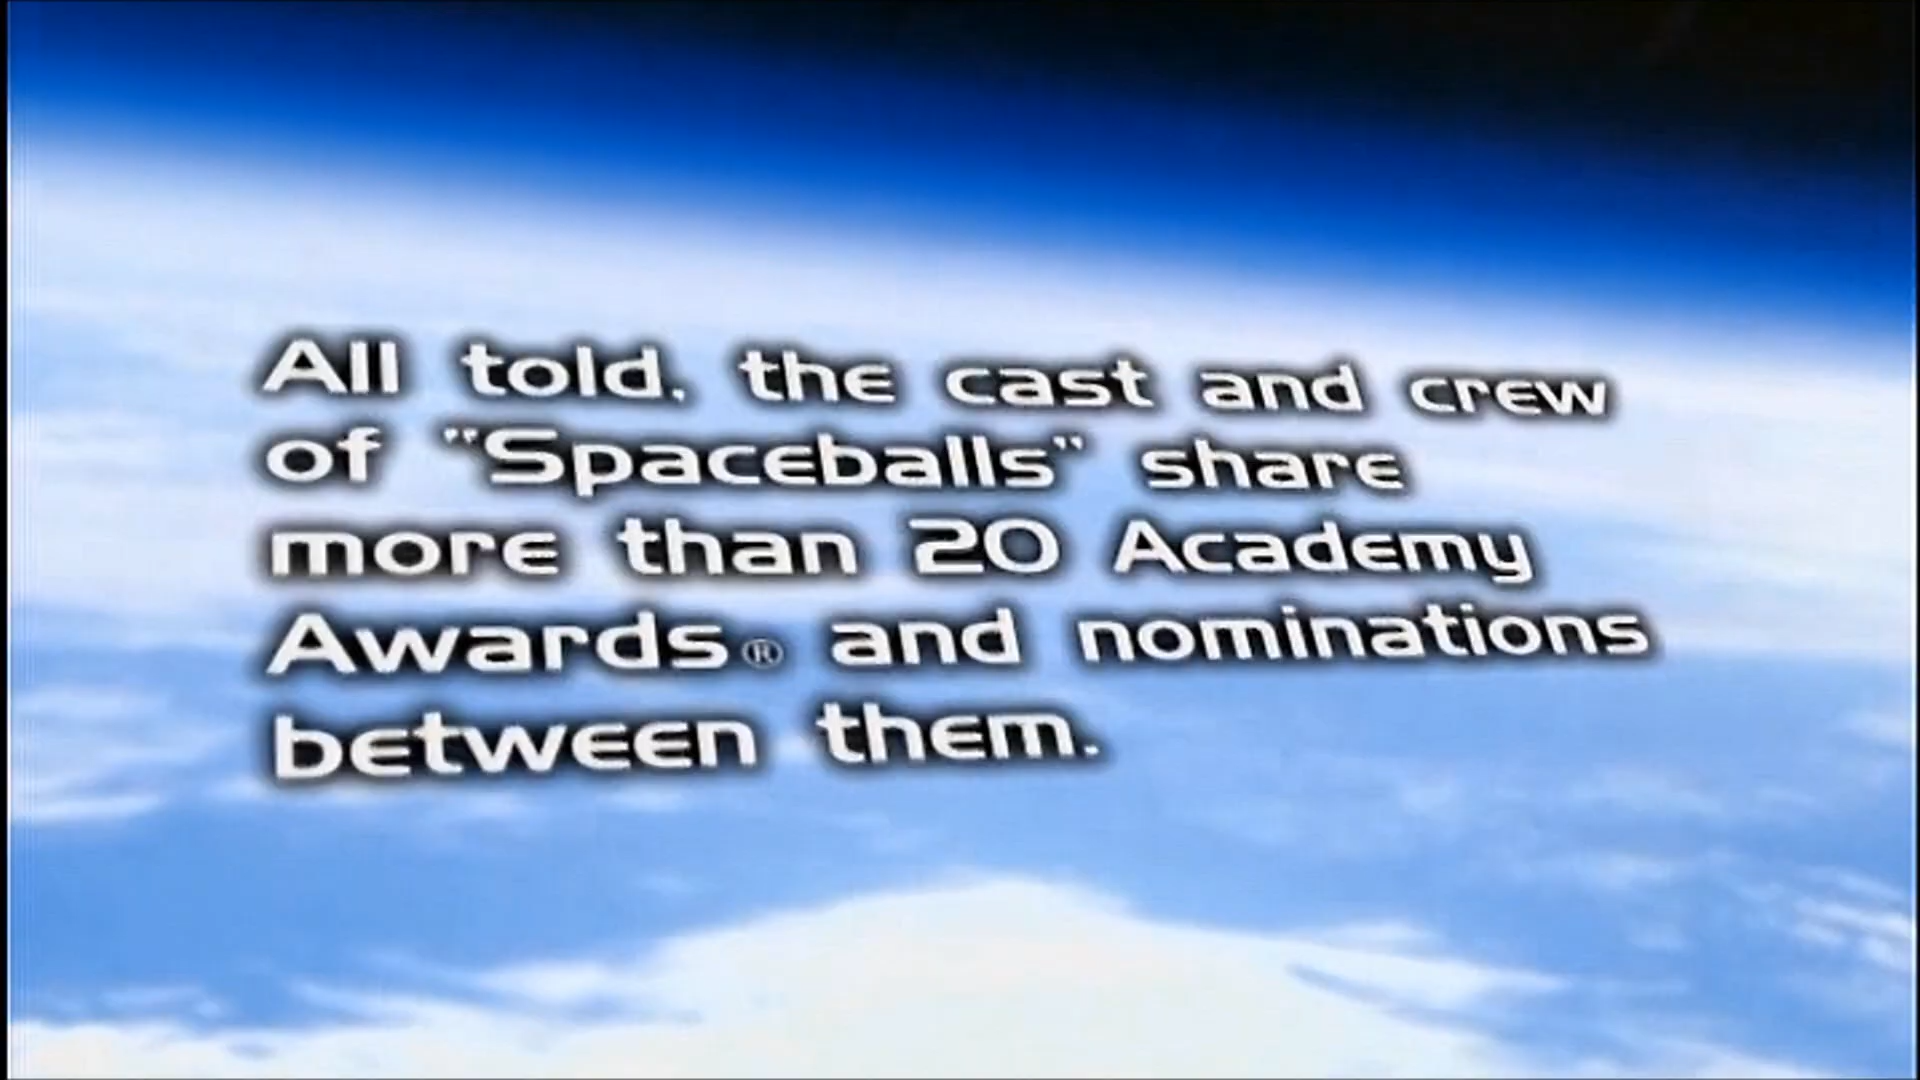 All told, the cast and crew
of "Spaceballs" share
more than 20 Academy
Awards® and nominations
between them.